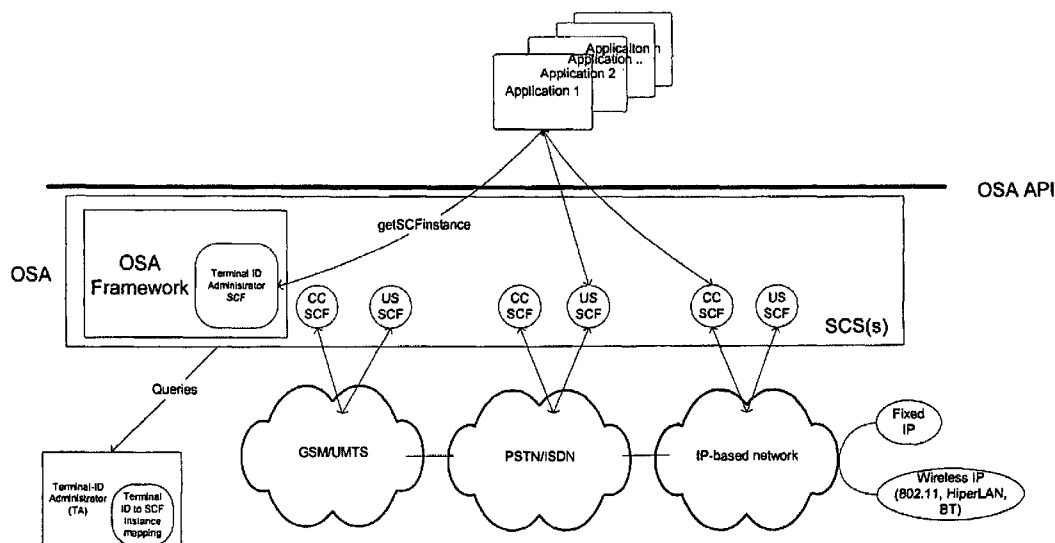 Applicaiton n
Application ..
Application 2
Application 1
OSA API
getSCFinstance
OSA
OSA
Framework
Terminal ID
Administrator
SCF
CC
SCF
US
SCF
CC
SCF
US
SCF
CC
SCF
US
SCF
SCS(s)
Queries
GSM/UMTS
PSTN/ISDN
IP-based network
Fixed
IP
Wireless IP
(802.11, HiperLAN,
BT)
Terminal-ID
Administrator
(TA)
Terminal
ID to SCF
Instance
mapping